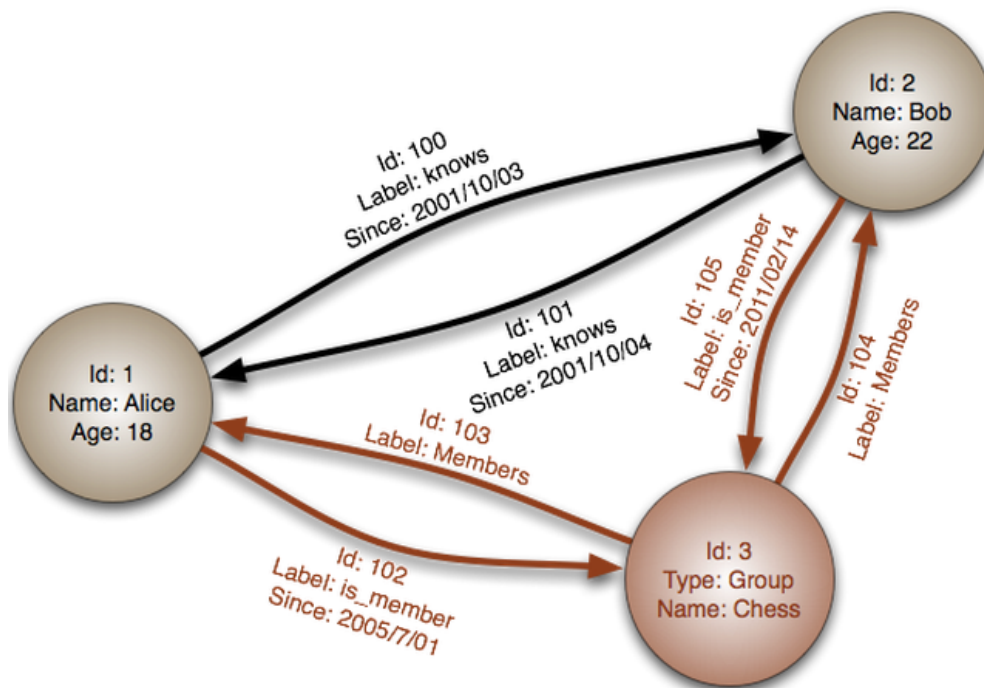 Id: 2
Name: Bob
Age: 22
Id: 100
Label: knows
Since: 2001/10/03
Id: 101
Label: knows
Since: 2001/10/04
Id: 105
Label: is_member
Since: 2011/02/14
Id: 104
Label: Members
Id: 1
Name: Alice
Age: 18
Id: 103
Label: Members
Id: 102
Label: is_member
Since: 2005/7/01
Id: 3
Type: Group
Name: Chess